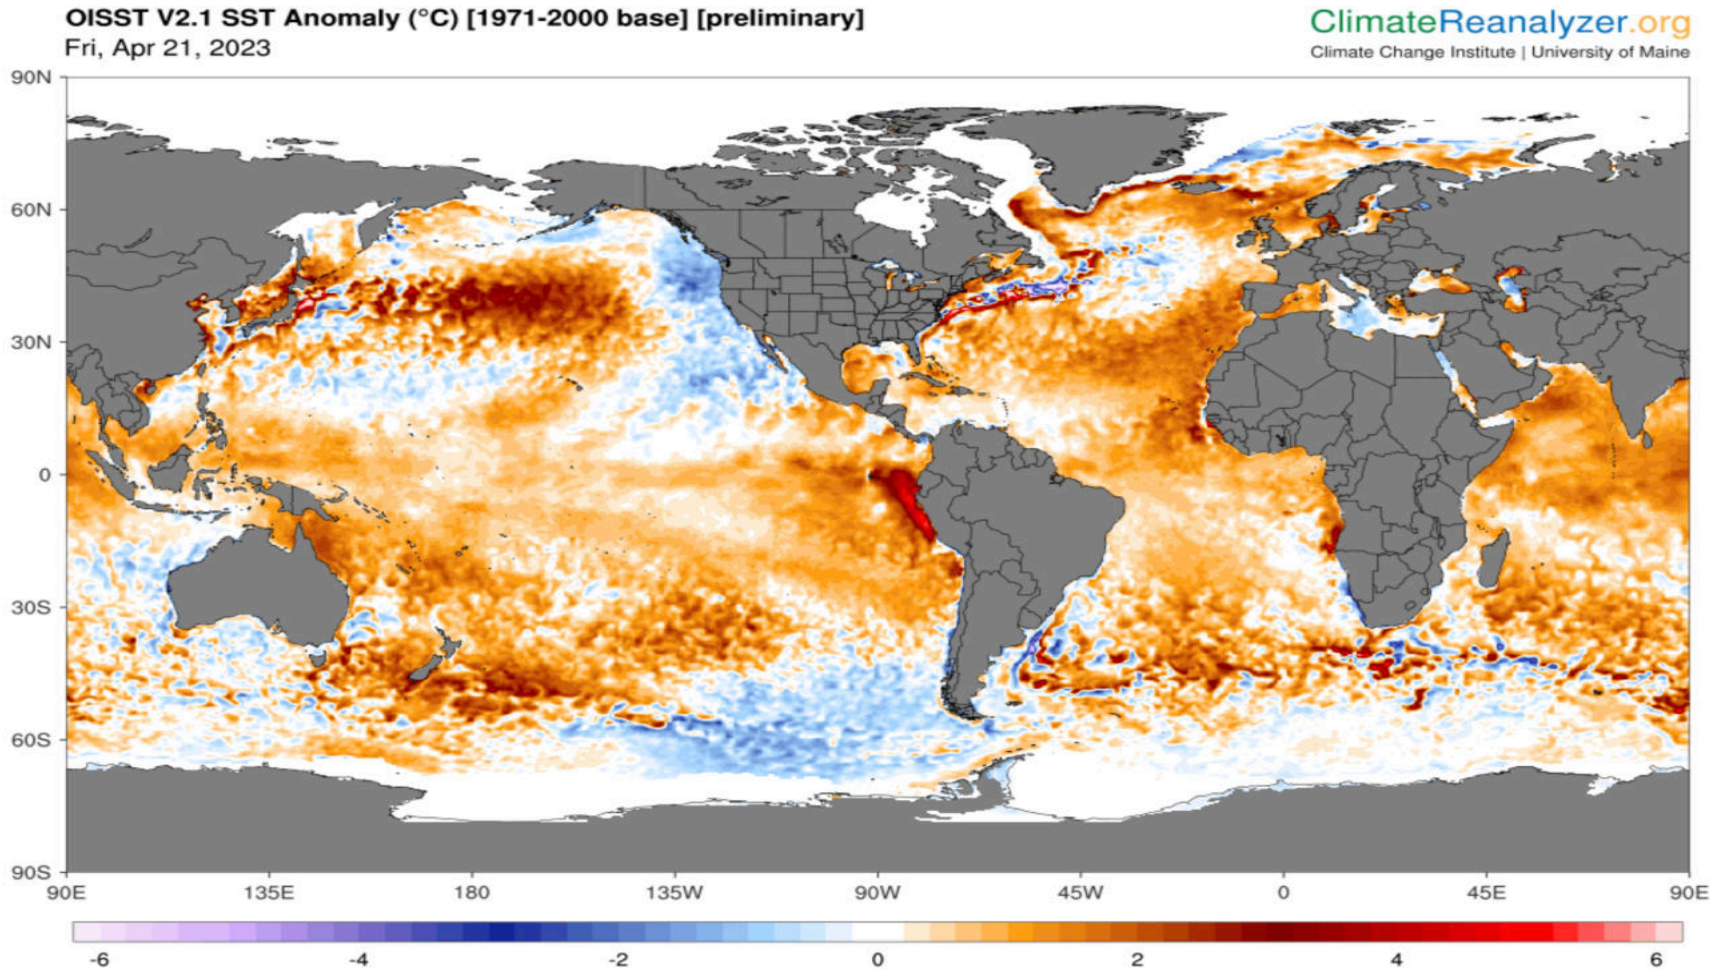 OISST V2.1 SST Anomaly (°C) [1971-2000 base] [preliminary]
Fri, Apr 21, 2023
ClimateReanalyzer.org
Climate Change Institute | University of Maine
90N
60N
30N
0
30S
60S
90S
90E 135E 180 135W 90W 45W 0 45E 90E
-6 -4 -2 0 2 4 6